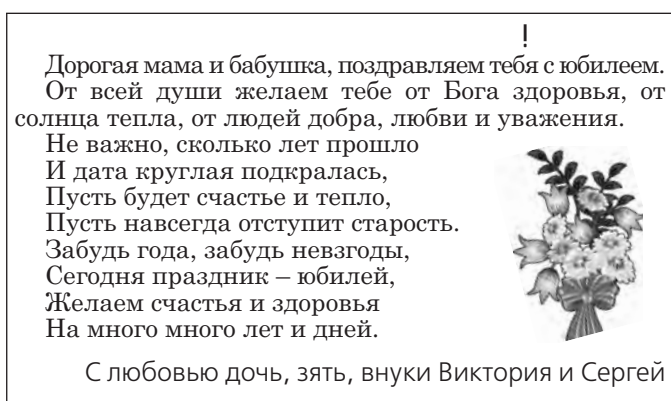 !
Дорогая мама и бабушка, поздравляем тебя с юбилеем.
От всей души желаем тебе от Бога здоровья, от
солнца тепла, от людей добра, любви и уважения.
Не важно, сколько лет прошло
И дата круглая подкралась,
Пусть будет счастье и тепло,
Пусть навсегда отступит старость.
Забудь года, забудь невзгоды,
Сегодня праздник – юбилей,
Желаем счастья и здоровья
На много много лет и дней.
С любовью дочь, зять, внуки Виктория и Сергей